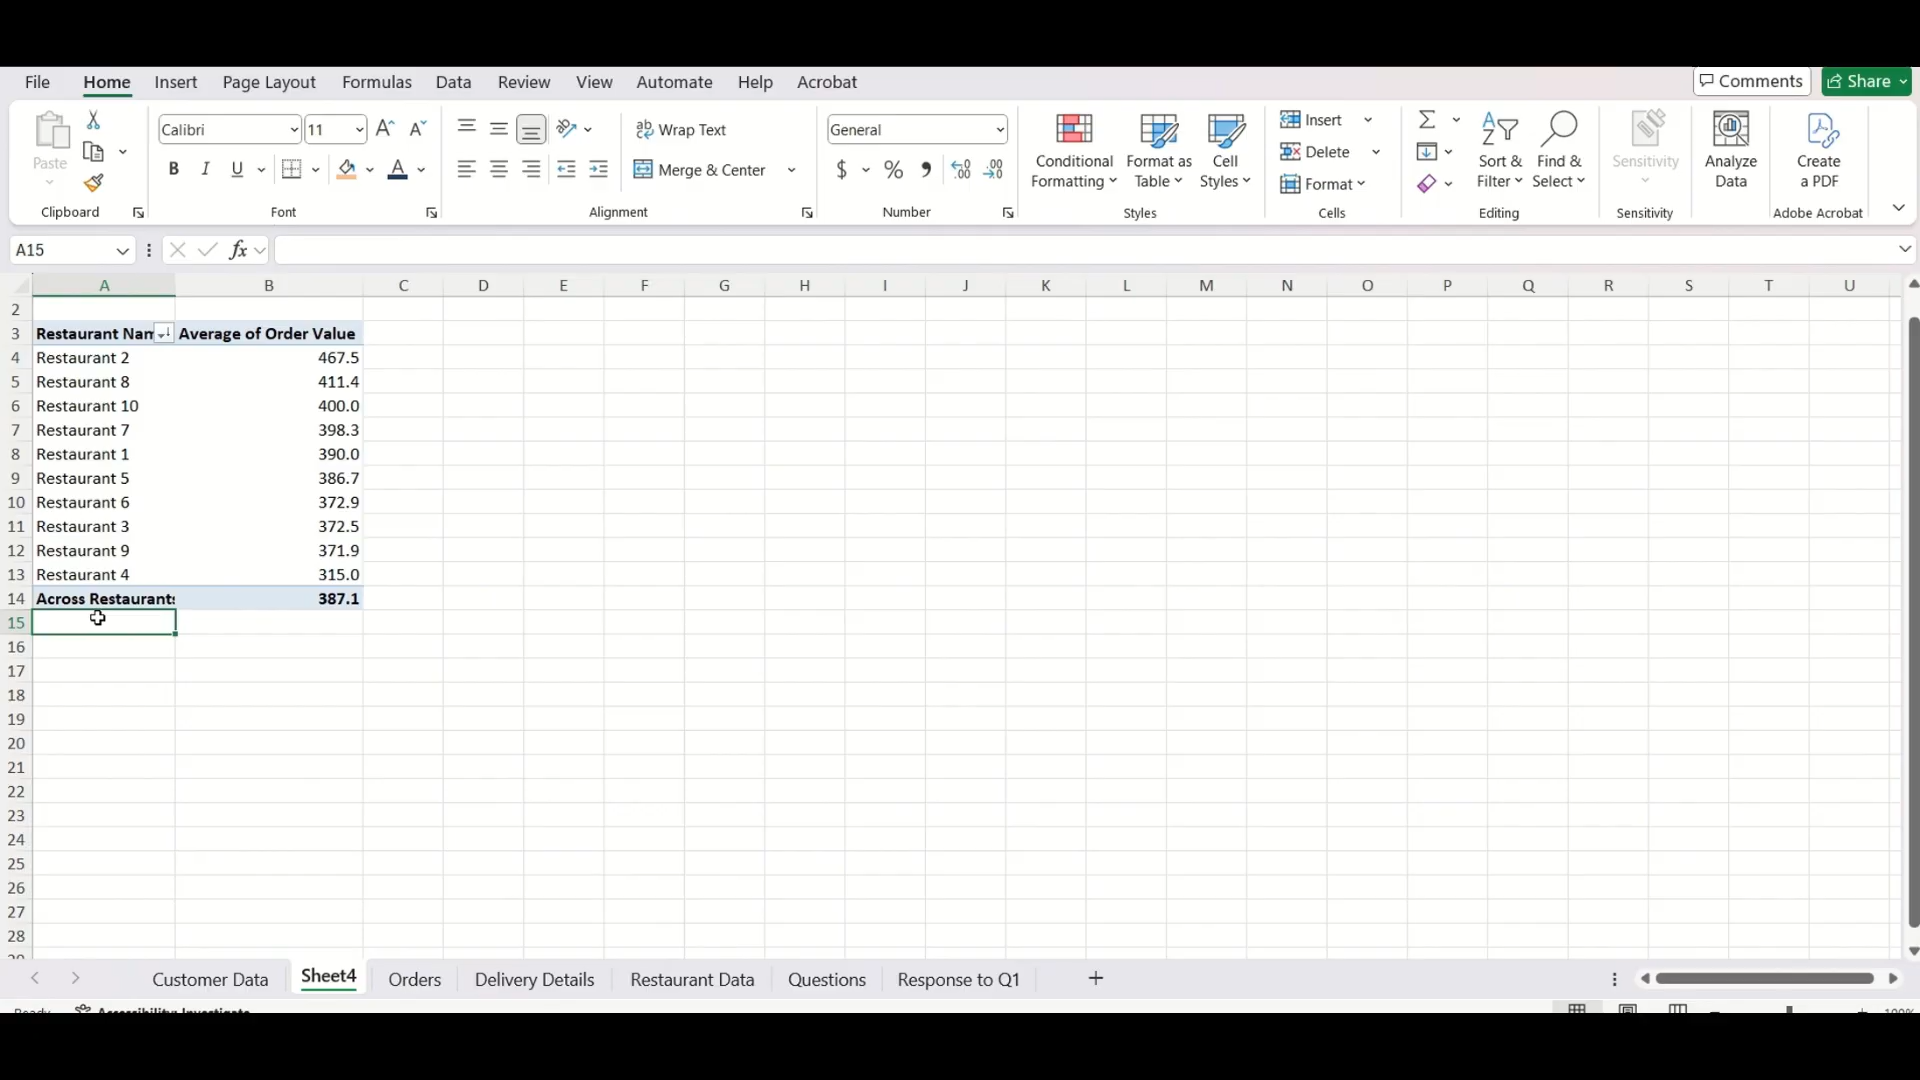 File Home Insert Page Layout Formulas Data Review View Automate Help Acrobat Comments Share
Paste
Clipboard
Calibri 11
B I U
Font
Wrap Text
Merge & Center
Alignment
General
$ % ,
Number
Conditional Formatting
Format as Table
Cell Styles
Styles
Insert
Delete
Format
Cells
Sort & Filter
Find & Select
Editing
Sensitivity
Sensitivity
Analyze Data
Create a PDF
Adobe Acrobat
A15 fx
A B C D E F G H I J K L M N O P Q R S T U
2
3 Restaurant Nam Average of Order Value
4 Restaurant 2 467.5
5 Restaurant 8 411.4
6 Restaurant 10 400.0
7 Restaurant 7 398.3
8 Restaurant 1 390.0
9 Restaurant 5 386.7
10 Restaurant 6 372.9
11 Restaurant 3 372.5
12 Restaurant 9 371.9
13 Restaurant 4 315.0
14 Across Restaurants 387.1
15
16
17
18
19
20
21
22
23
24
25
26
27
28
Customer Data Sheet4 Orders Delivery Details Restaurant Data Questions Response to Q1
Ready Accessibility: Investigate 100%